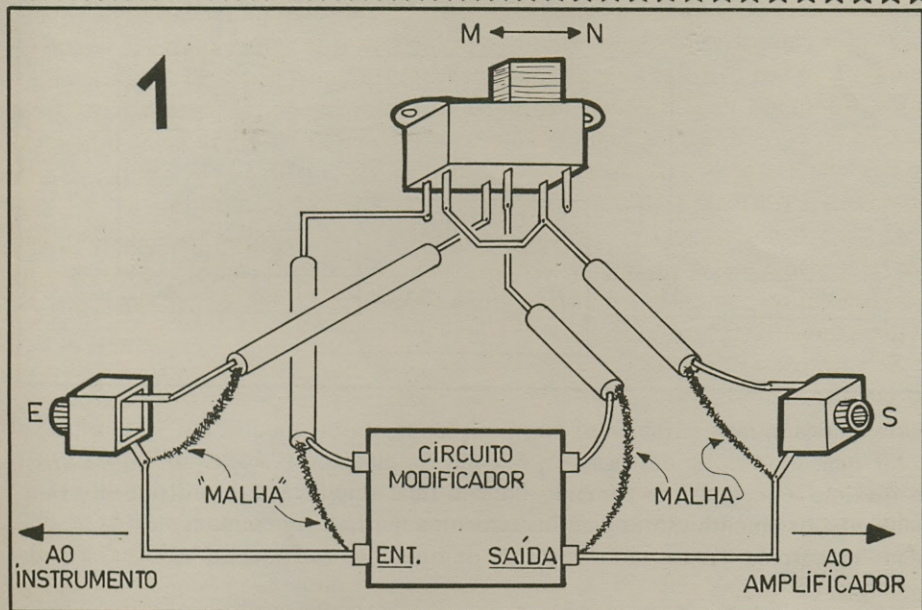 1
M N
E
S
CIRCUITO
MODIFICADOR
"MALHA"
MALHA
ENT. SAÍDA
AO
INSTRUMENTO
AO
AMPLIFICADOR